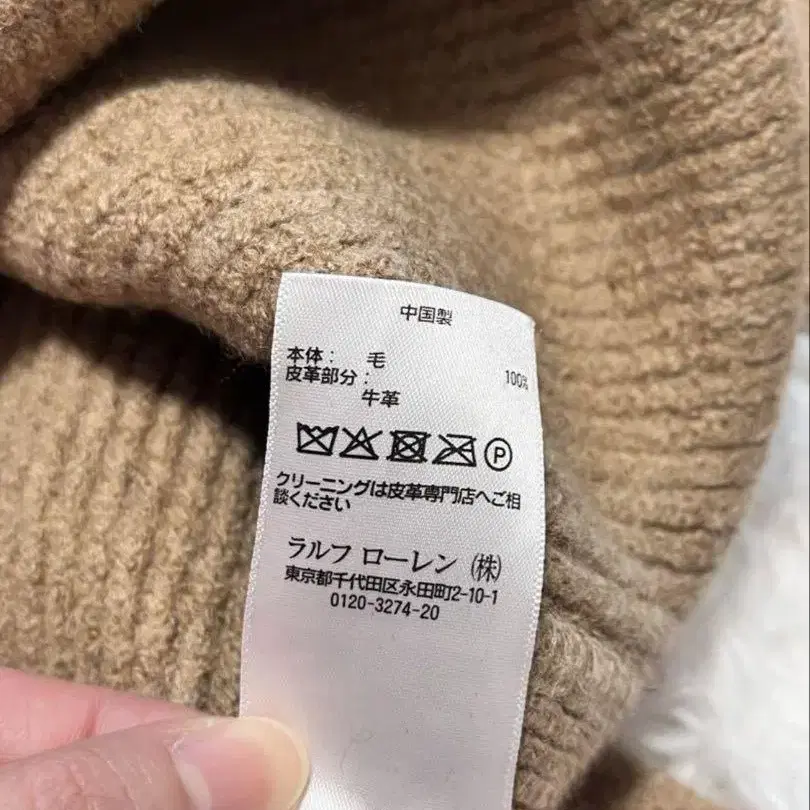 中国製
本体： 毛 100%
皮革部分：
牛革
P
クリーニングは皮革専門店へご相
談ください
ラルフ ローレン（株）
東京都千代田区永田町2-10-1
0120-3274-20